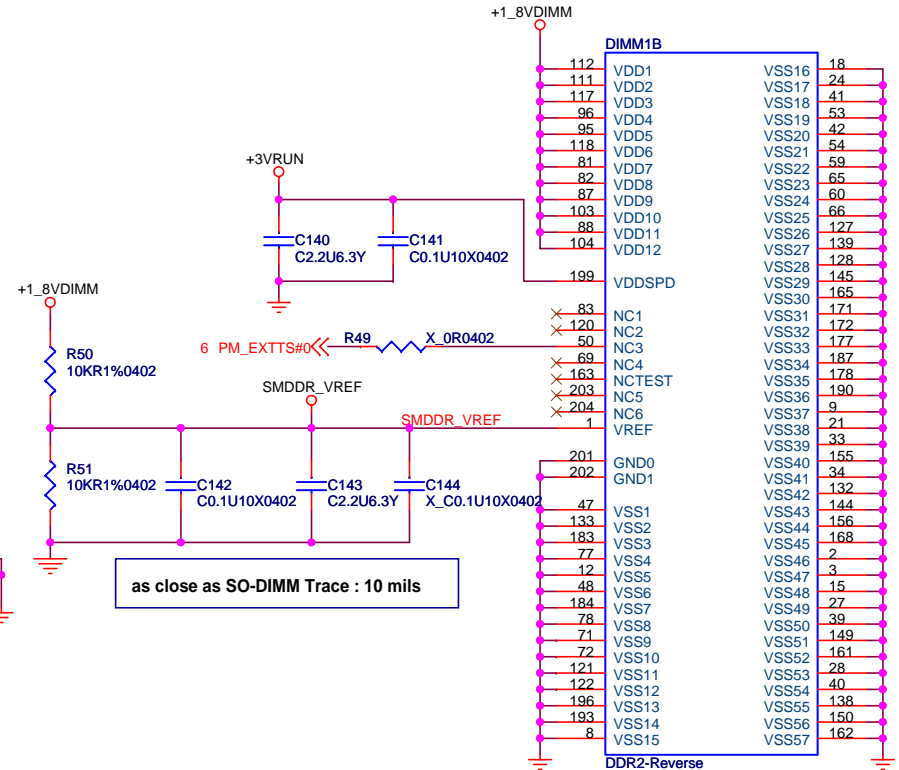 +1_8VDIMM
DIMM1B
112 VDD1 VSS16 18
111 VDD2 VSS17 24
117 VDD3 VSS18 41
96 VDD4 VSS19 53
95 VDD5 VSS20 42
118 VDD6 VSS21 54
81 VDD7 VSS22 59
82 VDD8 VSS23 65
87 VDD9 VSS24 60
103 VDD10 VSS25 66
88 VDD11 VSS26 127
104 VDD12 VSS27 139
VSS28 128
199 VDDSPD VSS29 145
VSS30 165
83 NC1 VSS31 171
120 NC2 VSS32 172
50 NC3 VSS33 177
69 NC4 VSS34 187
163 NCTEST VSS35 178
203 NC5 VSS36 190
204 NC6 VSS37 9
1 VREF VSS38 21
VSS39 33
201 GND0 VSS40 155
202 GND1 VSS41 34
VSS42 132
47 VSS1 VSS43 144
133 VSS2 VSS44 156
183 VSS3 VSS45 168
77 VSS4 VSS46 2
12 VSS5 VSS47 3
48 VSS6 VSS48 15
184 VSS7 VSS49 27
78 VSS8 VSS50 39
71 VSS9 VSS51 149
72 VSS10 VSS52 161
121 VSS11 VSS53 28
122 VSS12 VSS54 40
196 VSS13 VSS55 138
193 VSS14 VSS56 150
8 VSS15 VSS57 162
DDR2-Reverse
+3VRUN
C140
C2.2U6.3Y
C141
C0.1U10X0402
+1_8VDIMM
R50
10KR1%0402
6 PM_EXTTS#0
R49
X_0R0402
SMDDR_VREF
SMDDR_VREF
R51
10KR1%0402
C142
C0.1U10X0402
C143
C2.2U6.3Y
C144
X_C0.1U10X0402
as close as SO-DIMM Trace : 10 mils